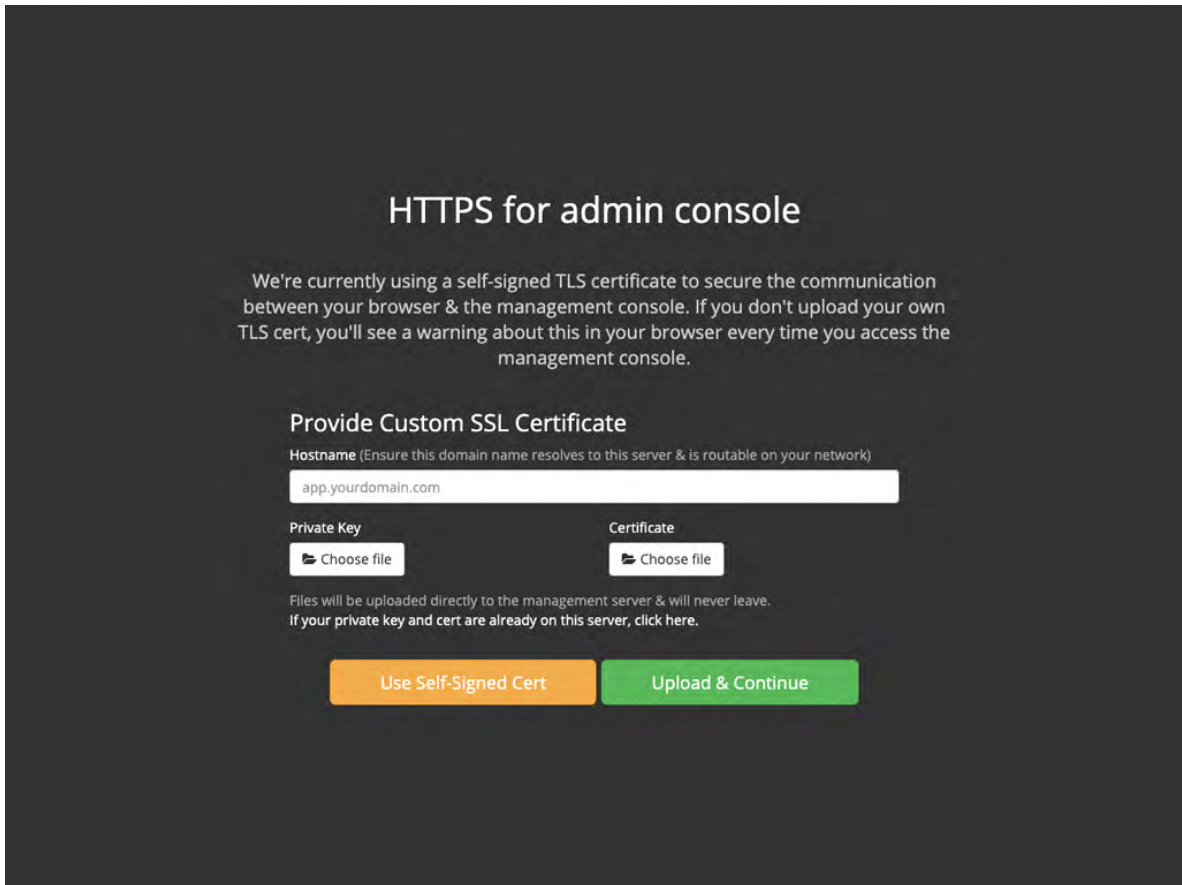 HTTPS for admin console
We're currently using a self-signed TLS certificate to secure the communication
between your browser & the management console. If you don't upload your own
TLS cert, you'll see a warning about this in your browser every time you access the
management console.
Provide Custom SSL Certificate
Hostname (Ensure this domain name resolves to this server & is routable on your network)
app.yourdomain.com
Private Key Certificate
Choose file Choose file
Files will be uploaded directly to the management server & will never leave.
If your private key and cert are already on this server, click here.
Use Self-Signed Cert Upload & Continue